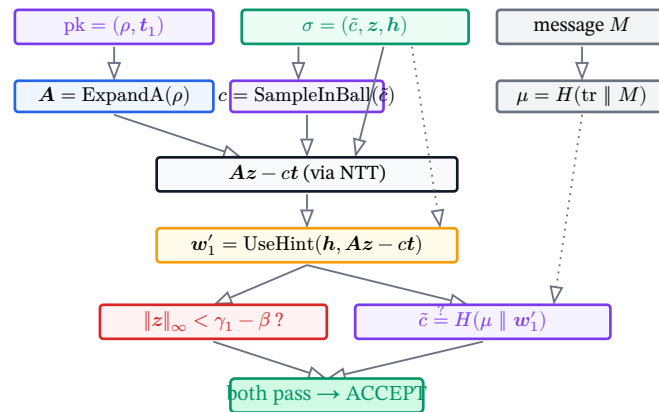 pk = (ρ, t₁)
σ = (c̃, z, h)
message M
A = ExpandA(ρ)
c = SampleInBall(c̃)
μ = H(tr ∥ M)
Az − ct (via NTT)
w′₁ = UseHint(h, Az − ct)
∥z∥∞ < γ₁ − β ?
c̃ ≟ H(μ ∥ w′₁)
both pass → ACCEPT